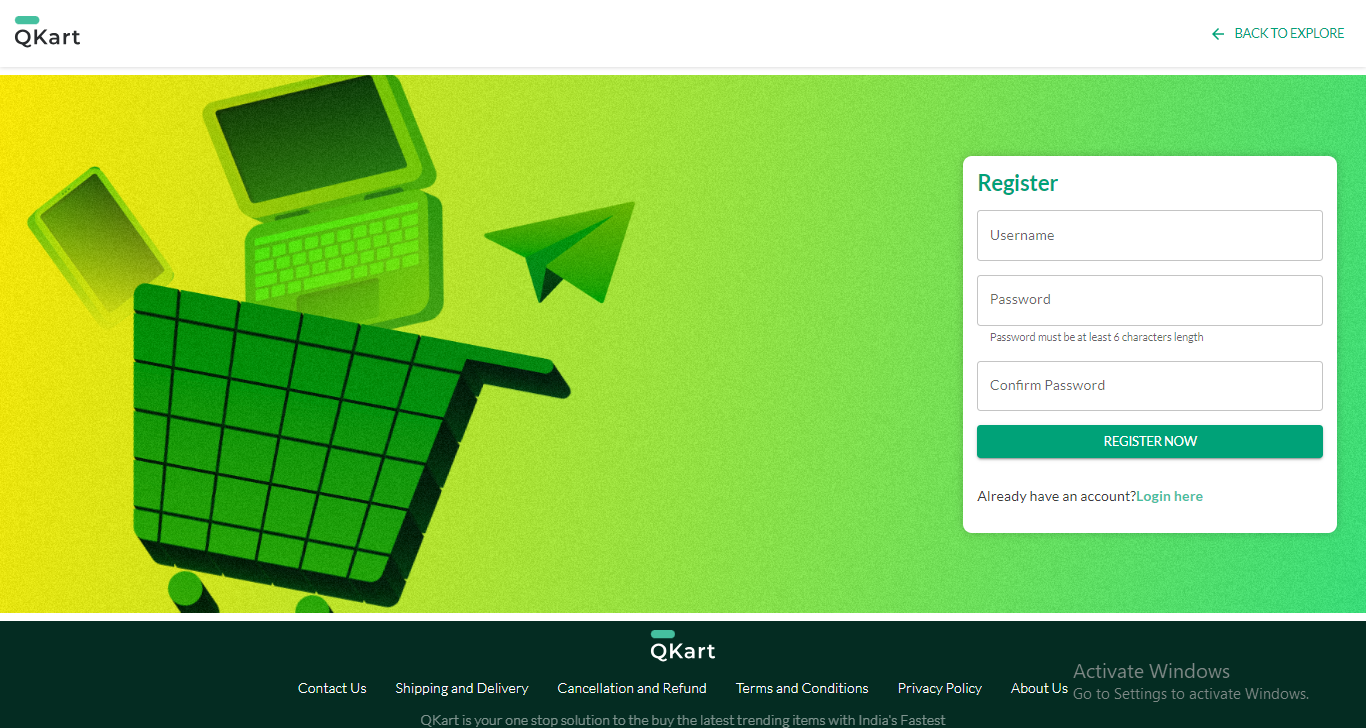 QKart
BACK TO EXPLORE
Register
Username
Password
Password must be at least 6 characters length
Confirm Password
REGISTER NOW
Already have an account?Login here
QKart
Contact Us Shipping and Delivery Cancellation and Refund Terms and Conditions Privacy Policy About Us
Activate Windows
Go to Settings to activate Windows.
QKart is your one stop solution to the buy the latest trending items with India's Fastest